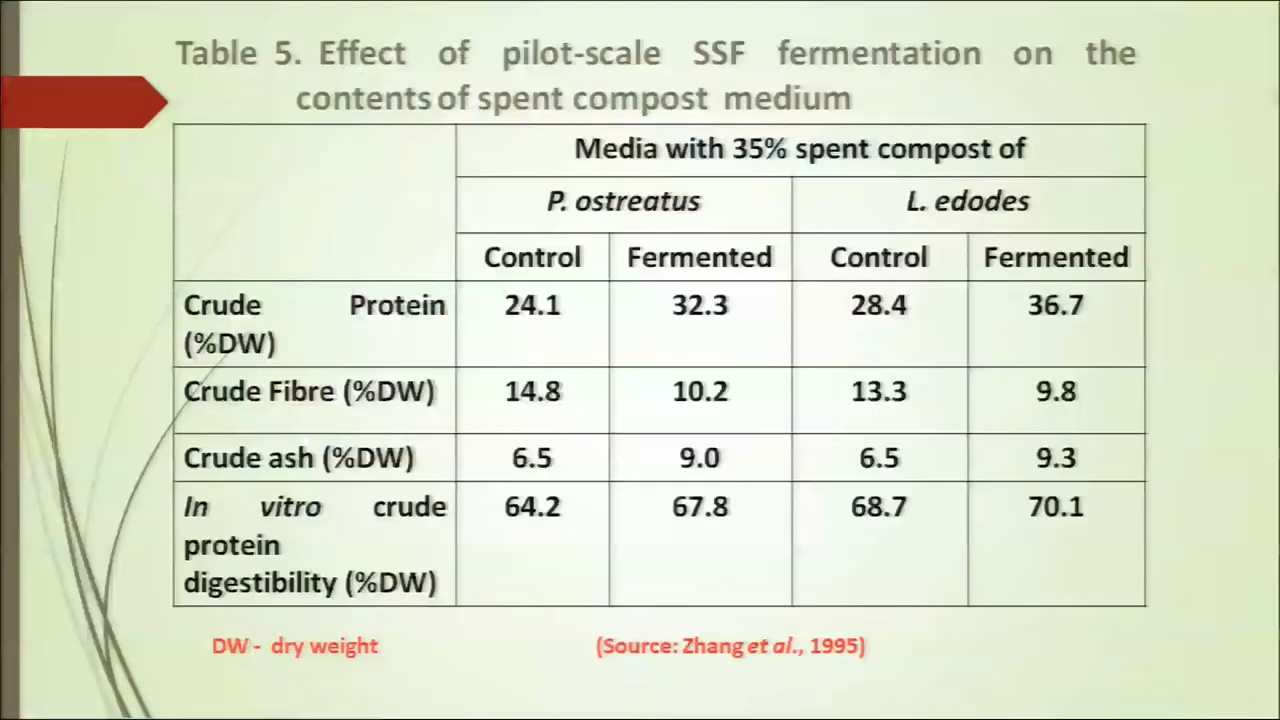 Table 5. Effect of pilot-scale SSF fermentation on the
contents of spent compost medium
Media with 35% spent compost of
P. ostreatus L. edodes
Control Fermented Control Fermented
Crude Protein 24.1 32.3 28.4 36.7
(%DW)
Crude Fibre (%DW) 14.8 10.2 13.3 9.8
Crude ash (%DW) 6.5 9.0 6.5 9.3
In vitro crude 64.2 67.8 68.7 70.1
protein
digestibility (%DW)
DW - dry weight (Source: Zhang et al., 1995)